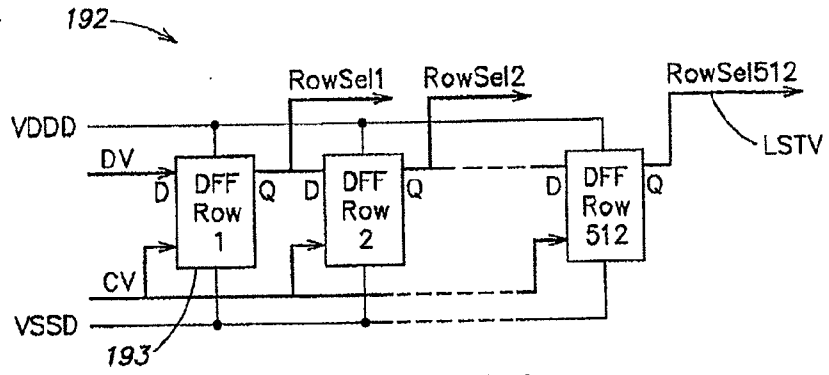 192
RowSel1
RowSel2
RowSel512
VDDD
LSTV
DV
D
DFF
Row
1
Q
D
DFF
Row
2
Q
D
DFF
Row
512
Q
CV
VSSD
193